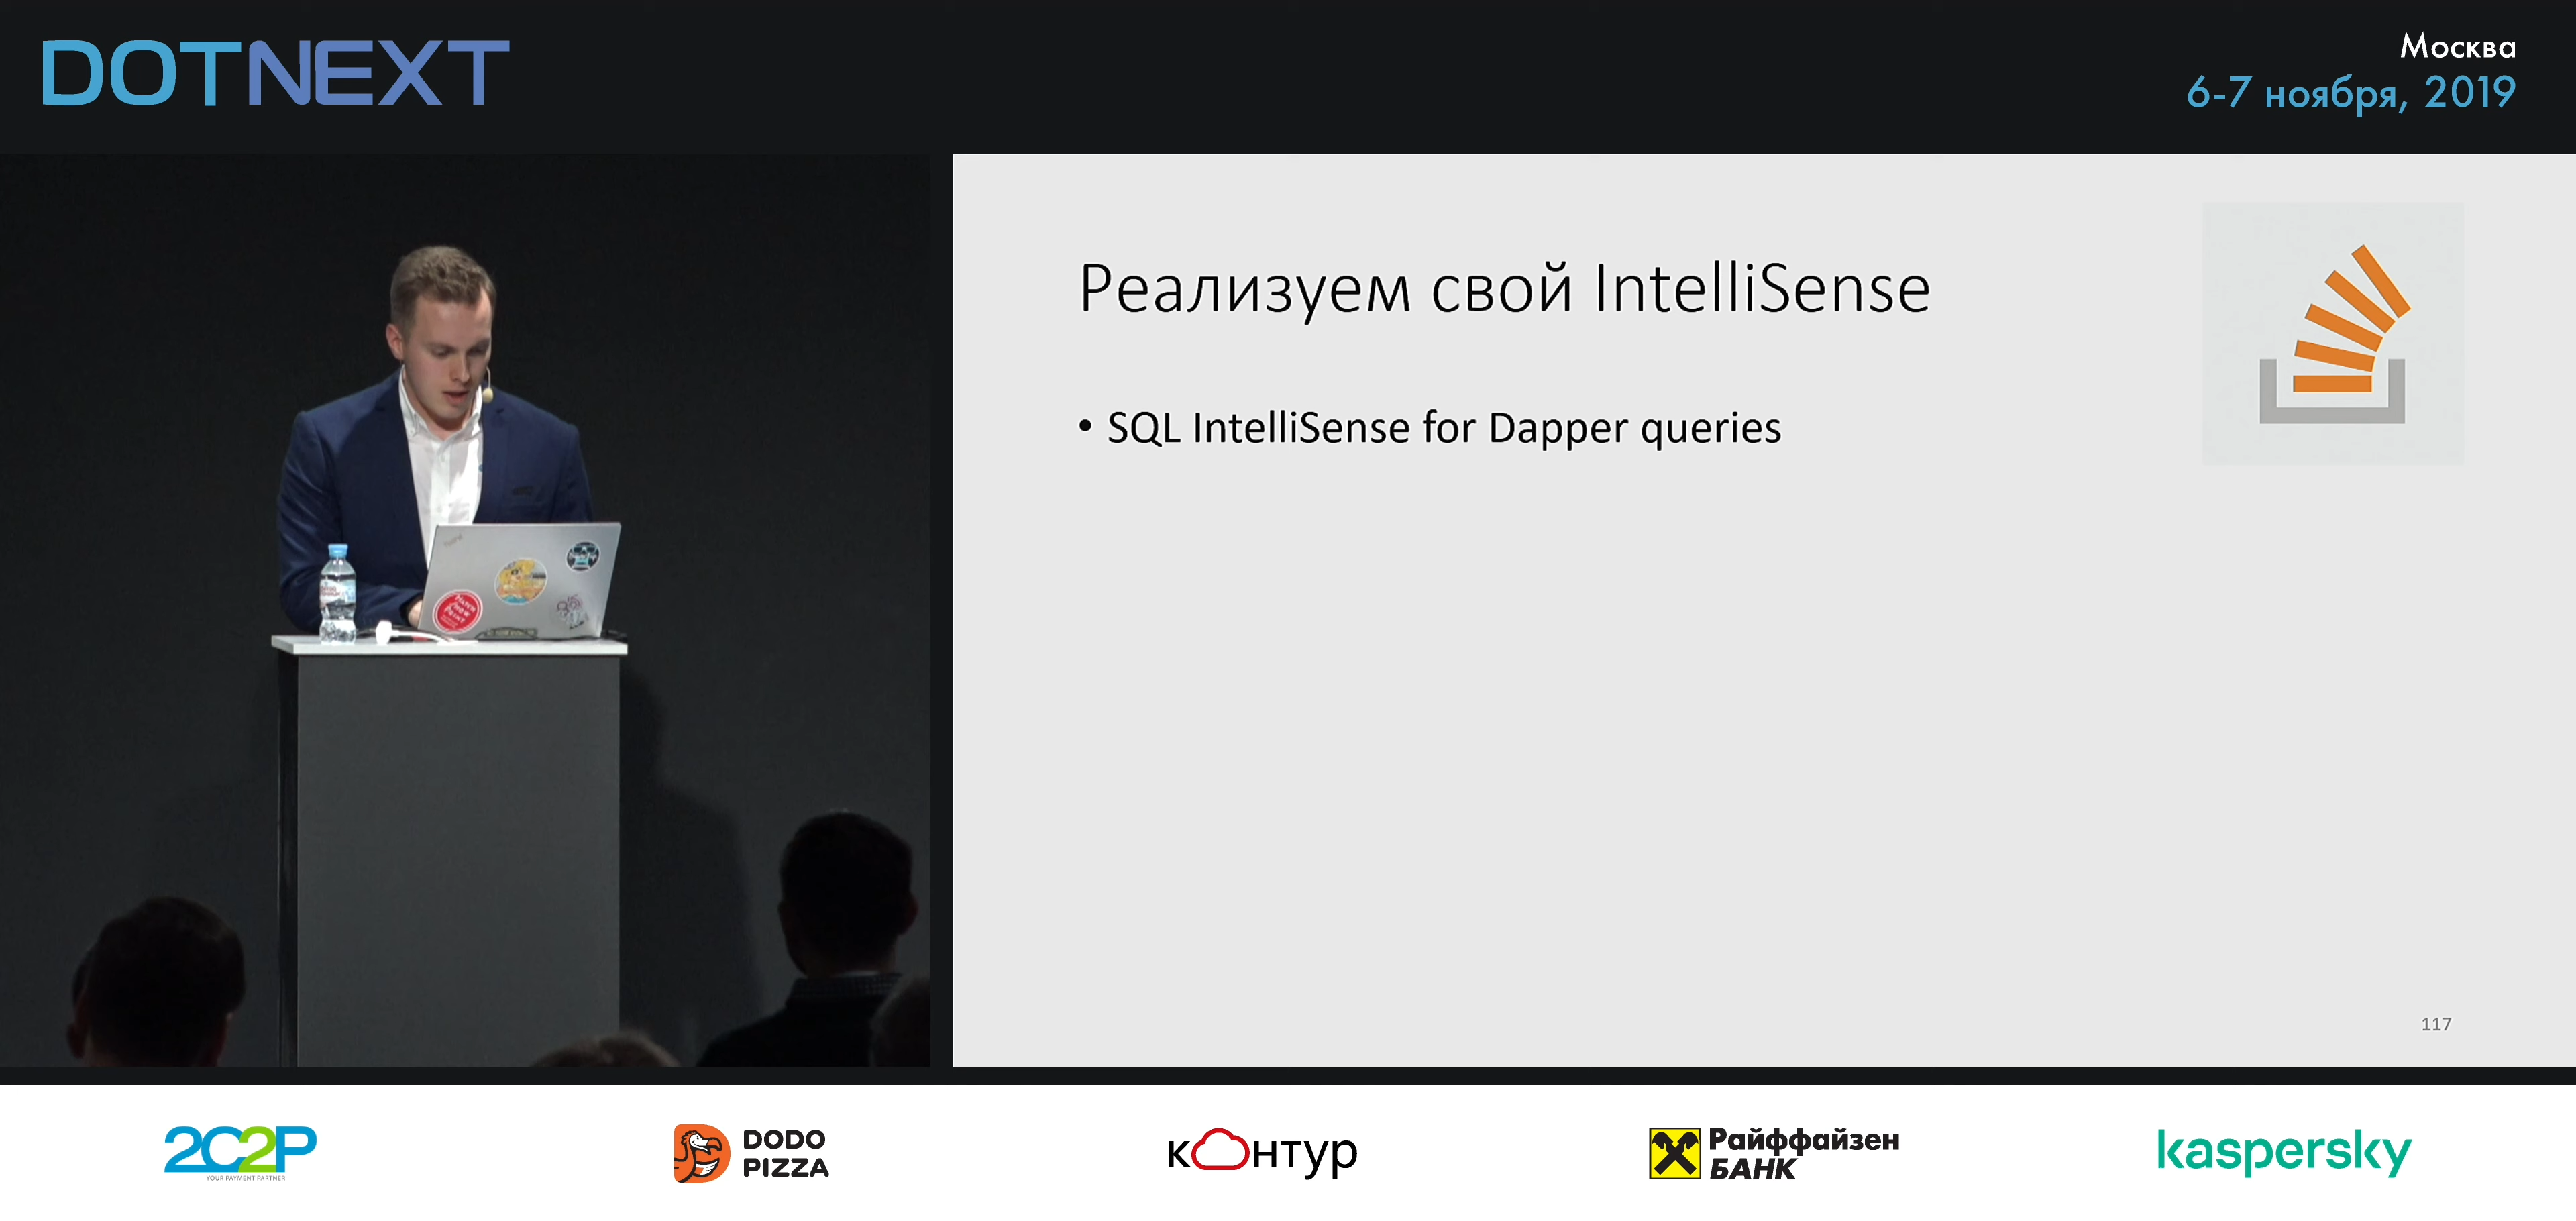 DOTNEXT
Москва
6-7 ноября, 2019
Реализуем свой IntelliSense
• SQL IntelliSense for Dapper queries
117
2C2P
YOUR PAYMENT PARTNER
DODO
PIZZA
контур
Райффайзен
БАНК
kaspersky